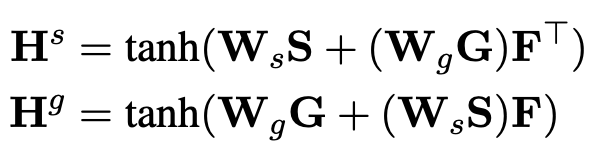 H^s = tanh(W_s S + (W_g G)F^⊤)
H^g = tanh(W_g G + (W_s S)F)